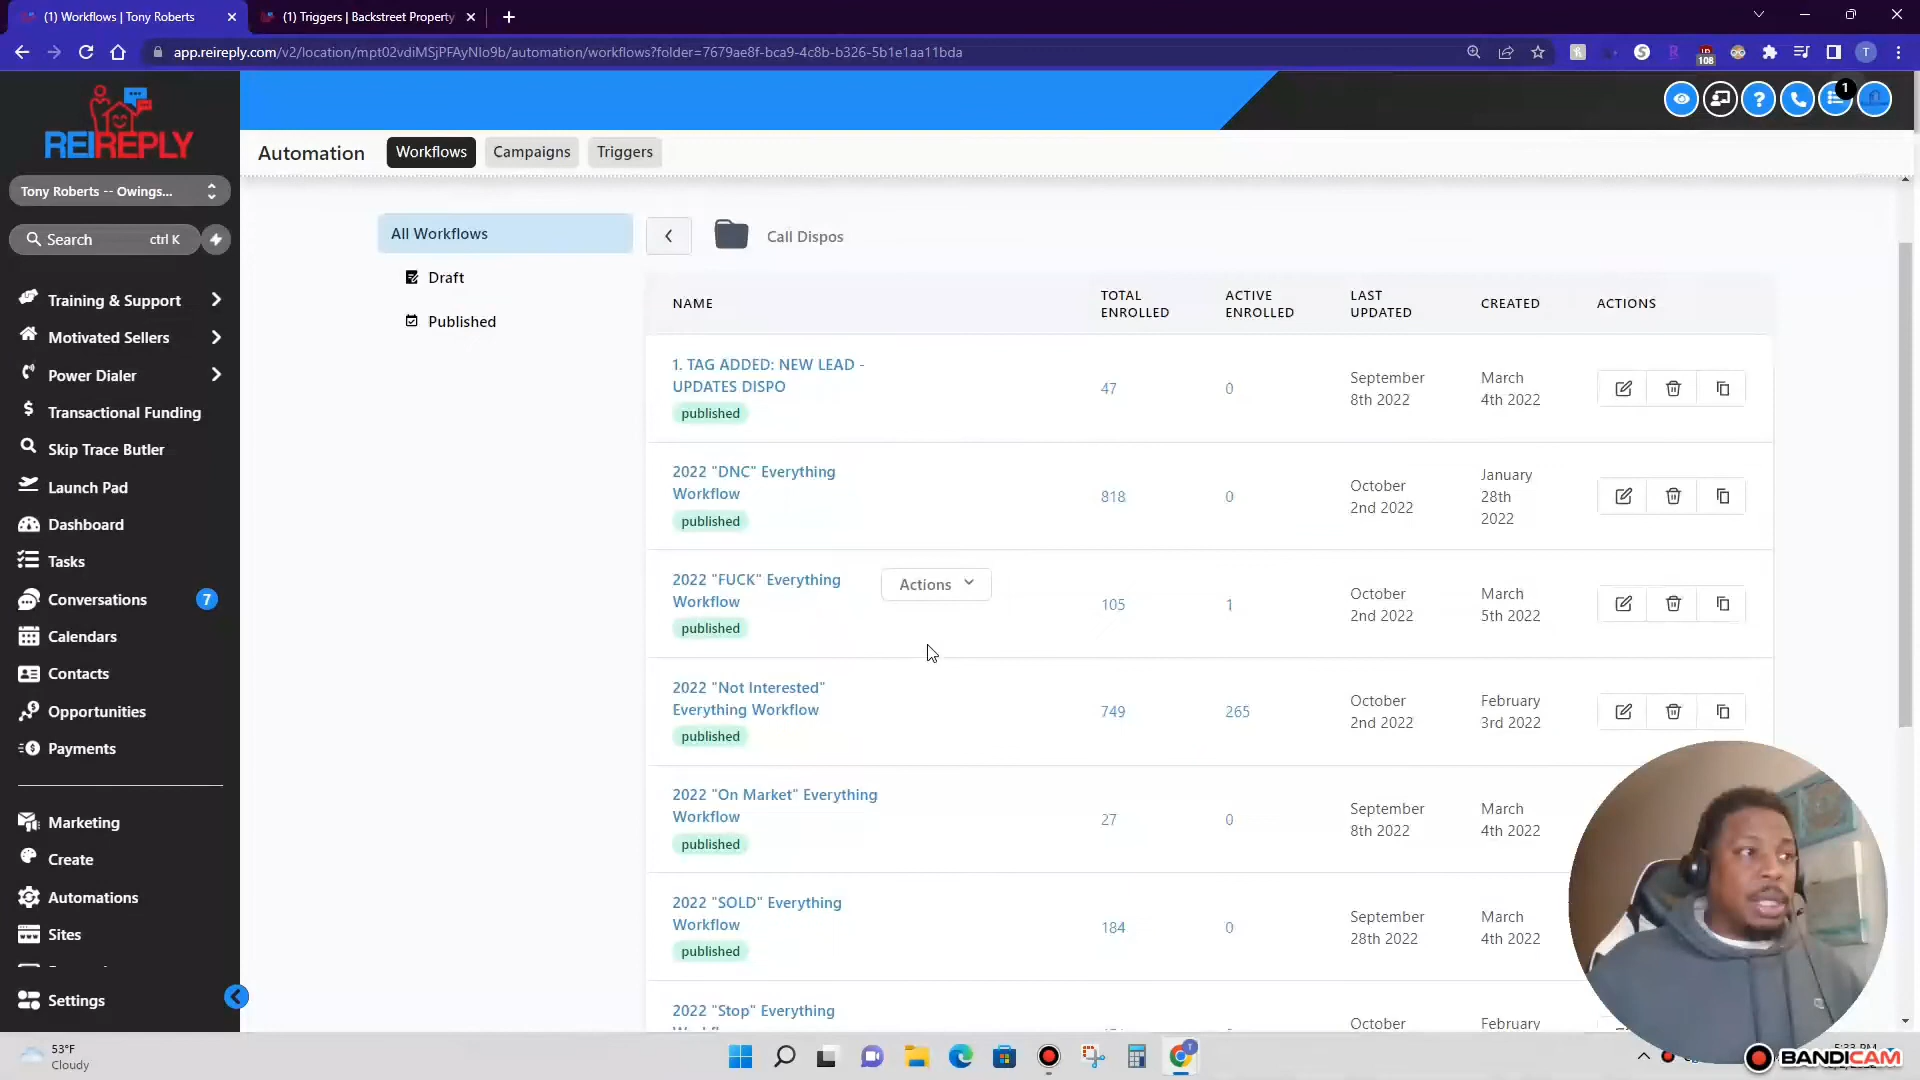 (1) Workflows | Tony Roberts
(1) Triggers | Backstreet Property
app.reireply.com/v2/location/mpt02vdiMSjPFAyNIo9b/automation/workflows?folder=7679ae8f-bca9-4c8b-b326-5b1e1aa11bda
108
T
REIREPLY
Tony Roberts -- Owings...
Search
ctrl K
Training & Support
Motivated Sellers
Power Dialer
Transactional Funding
Skip Trace Butler
Launch Pad
Dashboard
Tasks
Conversations
7
Calendars
Contacts
Opportunities
Payments
Marketing
Create
Automations
Sites
Settings
Automation
Workflows
Campaigns
Triggers
1
All Workflows
Draft
Published
Call Dispos
NAME
TOTAL
ENROLLED
ACTIVE
ENROLLED
LAST
UPDATED
CREATED
ACTIONS
1. TAG ADDED: NEW LEAD -
UPDATES DISPO
published
47
0
September
8th 2022
March
4th 2022
2022 "DNC" Everything
Workflow
published
818
0
October
2nd 2022
January
28th
2022
2022 "FUCK" Everything
Workflow
published
Actions
105
1
October
2nd 2022
March
5th 2022
2022 "Not Interested"
Everything Workflow
published
749
265
October
2nd 2022
February
3rd 2022
2022 "On Market" Everything
Workflow
published
27
0
September
8th 2022
March
4th 2022
2022 "SOLD" Everything
Workflow
published
184
0
September
28th 2022
March
4th 2022
2022 "Stop" Everything
October
February
53°F
Cloudy
T
BANDICAM